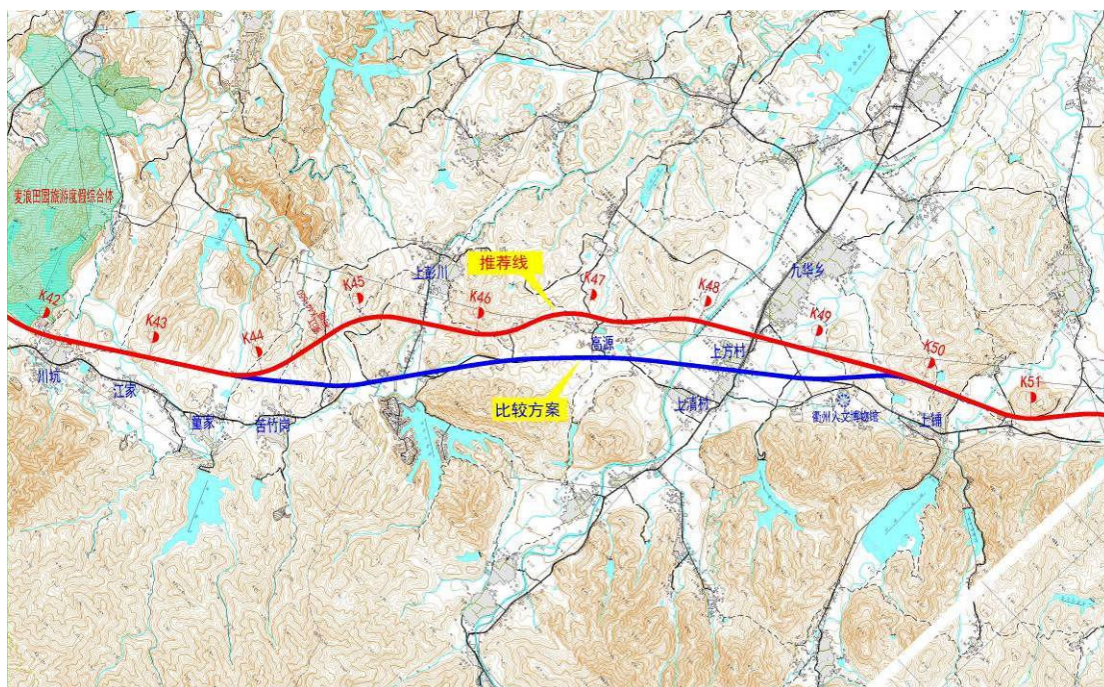 麦浪田园旅游度假综合体
K42
K43
K44
K45
K46
K47
K48
K49
K50
K51
上彭川
推荐线
九华乡
川坑
江家
童家
苦竹岗
富源
上方村
比较方案
上清村
衢州人文博物馆
上铺